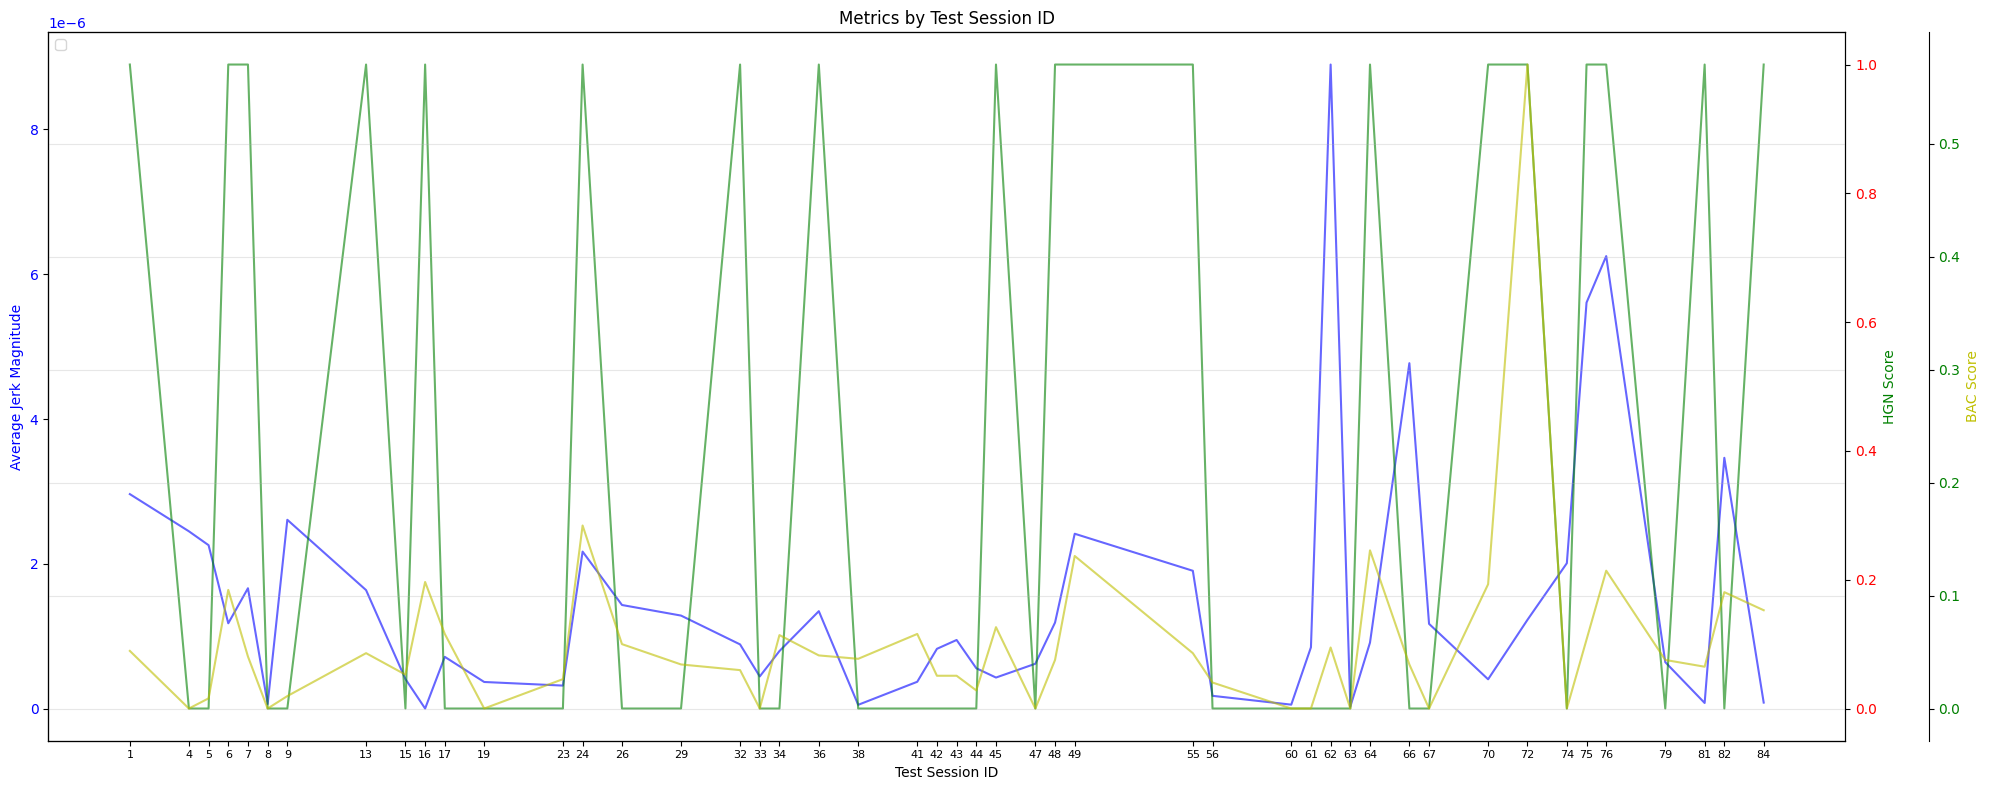 Metrics by Test Session ID
1e−6
Average Jerk Magnitude
8
6
4
2
0
1.0
0.8
0.6
0.4
0.2
0.0
HGN Score
0.5
0.4
0.3
0.2
0.1
0.0
BAC Score
1 4 5 6 7 8 9 13 15 16 17 19 23 24 26 29 32 33 34 36 38 41 42 43 44 45 47 48 49 55 56 60 61 62 63 64 66 67 70 72 74 75 76 79 81 82 84
Test Session ID